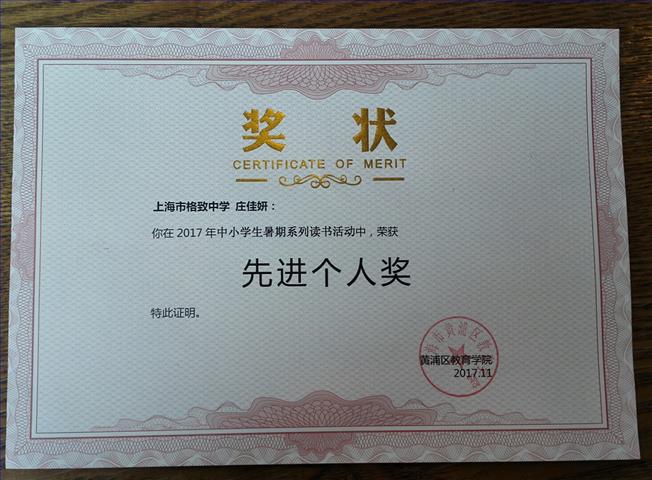 奖 状
CERTIFICATE OF MERIT
上海市格致中学 庄佳妍：
你在 2017 年中小学生暑期系列读书活动中，荣获
先进个人奖
特此证明。
黄浦区教育学院
2017.11